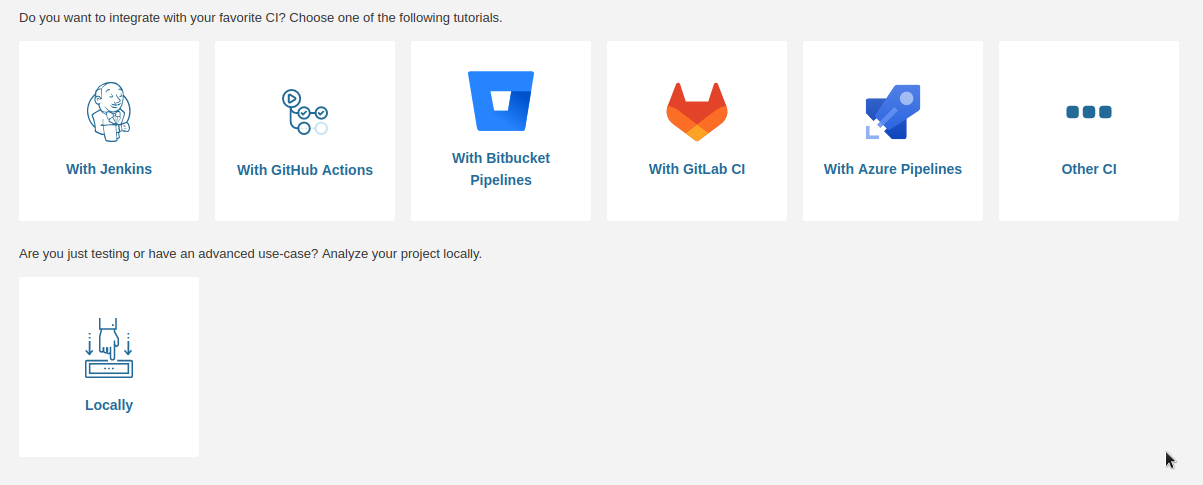 Do you want to integrate with your favorite CI? Choose one of the following tutorials.
With Jenkins
With GitHub Actions
With Bitbucket
Pipelines
With GitLab CI
With Azure Pipelines
Other CI
Are you just testing or have an advanced use-case? Analyze your project locally.
Locally